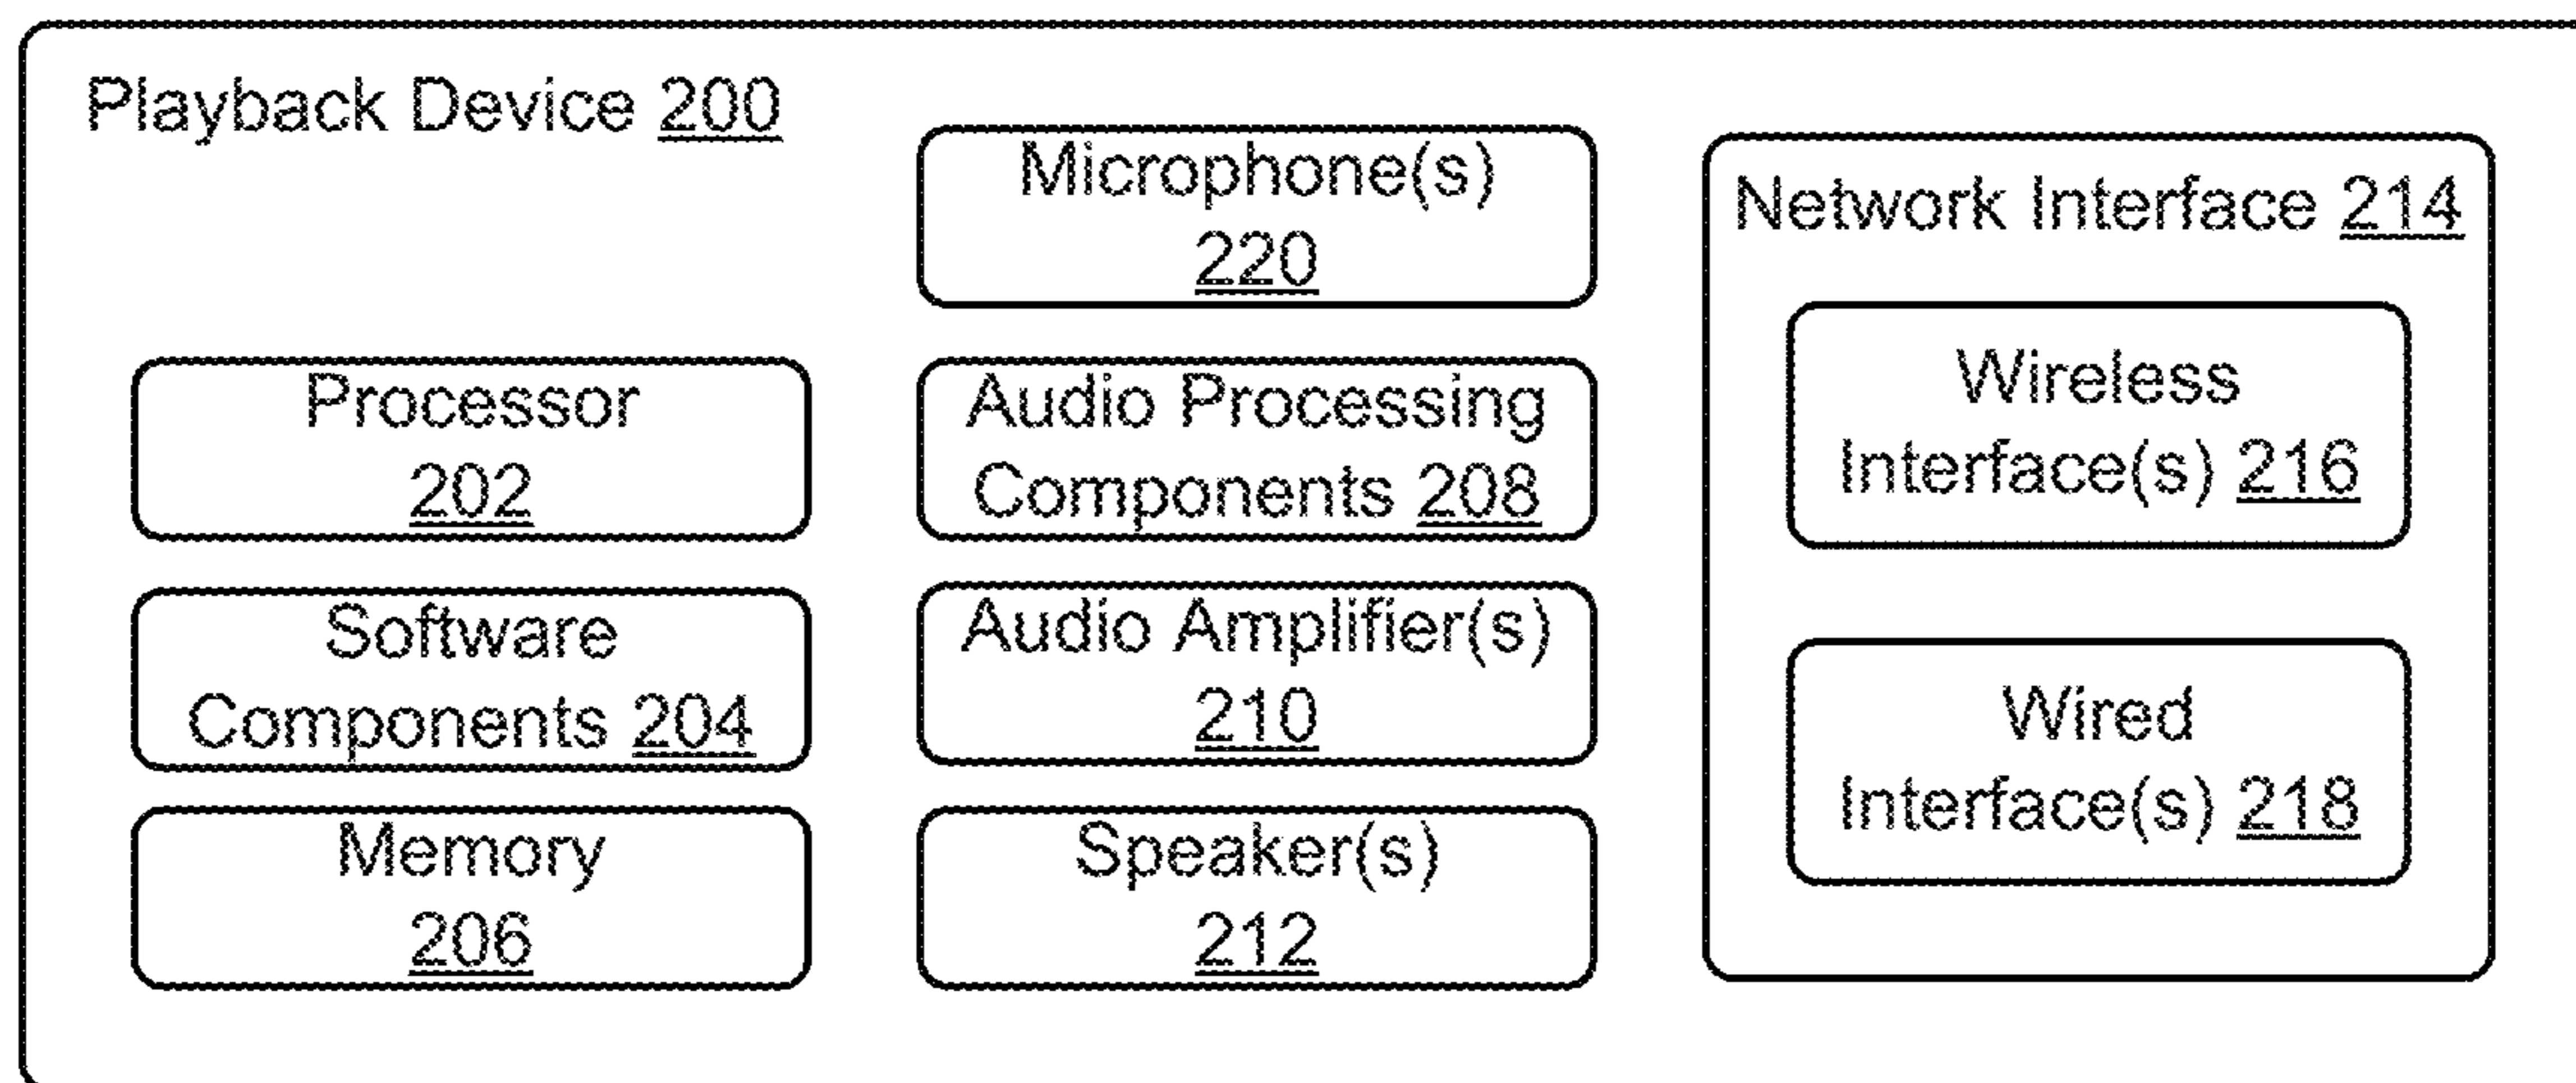 Playback Device 200
Microphone(s)
220
Processor
202
Audio Processing
Components 208
Software
Components 204
Audio Amplifier(s)
210
Memory
206
Speaker(s)
212
Network Interface 214
Wireless
Interface(s) 216
Wired
Interface(s) 218